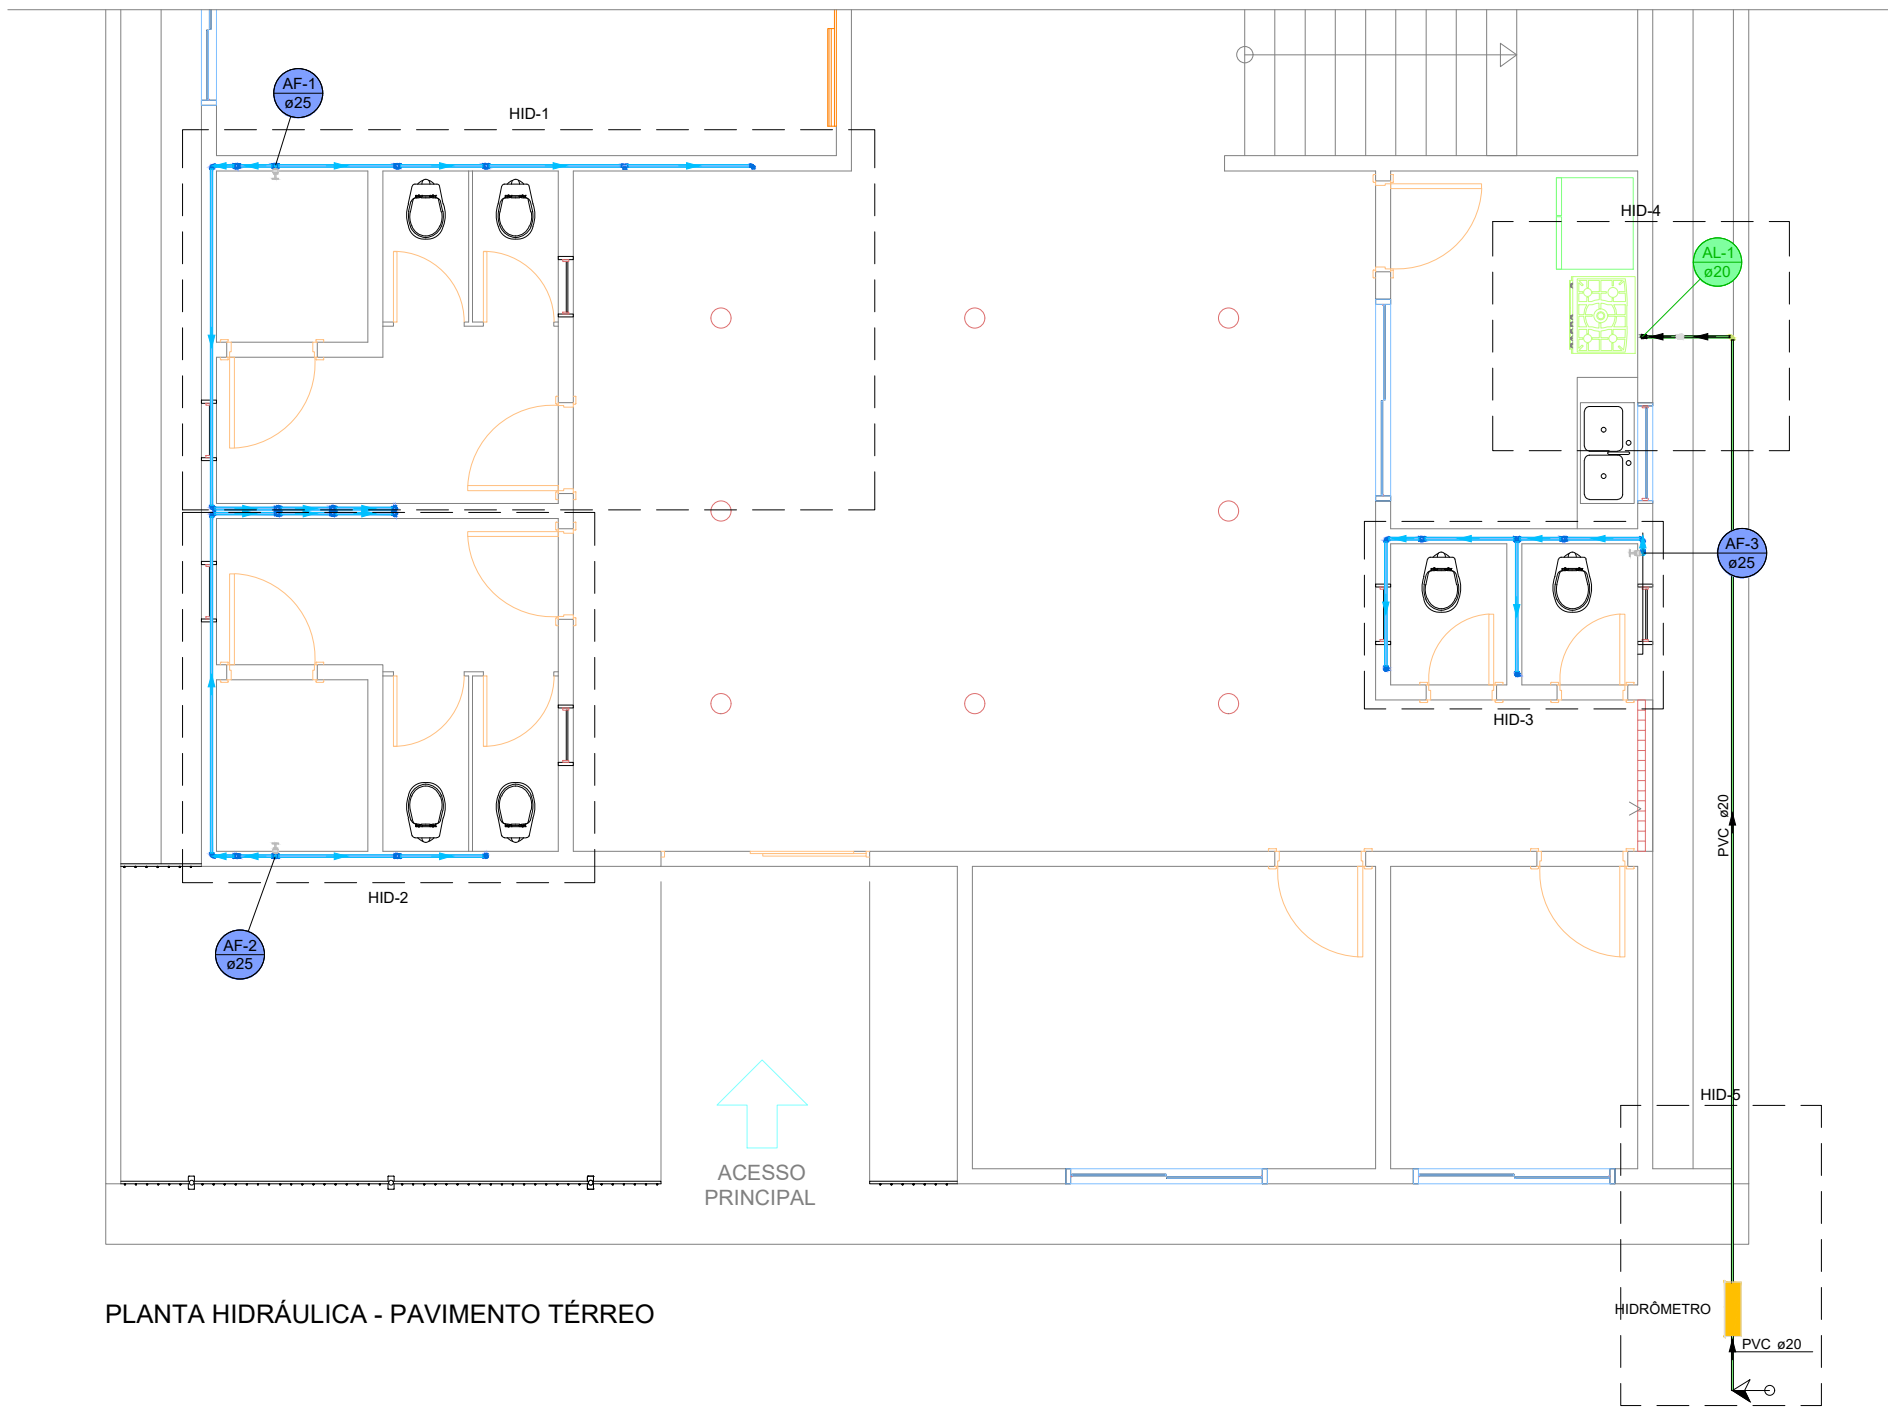 AF-1
ø25
HID-1
HID-4
AL-1
ø20
AF-3
ø25
HID-3
PVC ø20
HID-2
AF-2
ø25
HID-5
ACESSO
PRINCIPAL
PLANTA HIDRÁULICA - PAVIMENTO TÉRREO
HIDRÔMETRO
PVC ø20